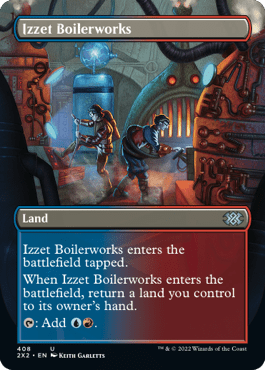 Izzet Boilerworks
Land
Izzet Boilerworks enters the
battlefield tapped.
When Izzet Boilerworks enters the
battlefield, return a land you control
to its owner's hand.
: Add .
408 U
2X2 • EN KEITH GARLETTS
™ & © 2022 Wizards of the Coast